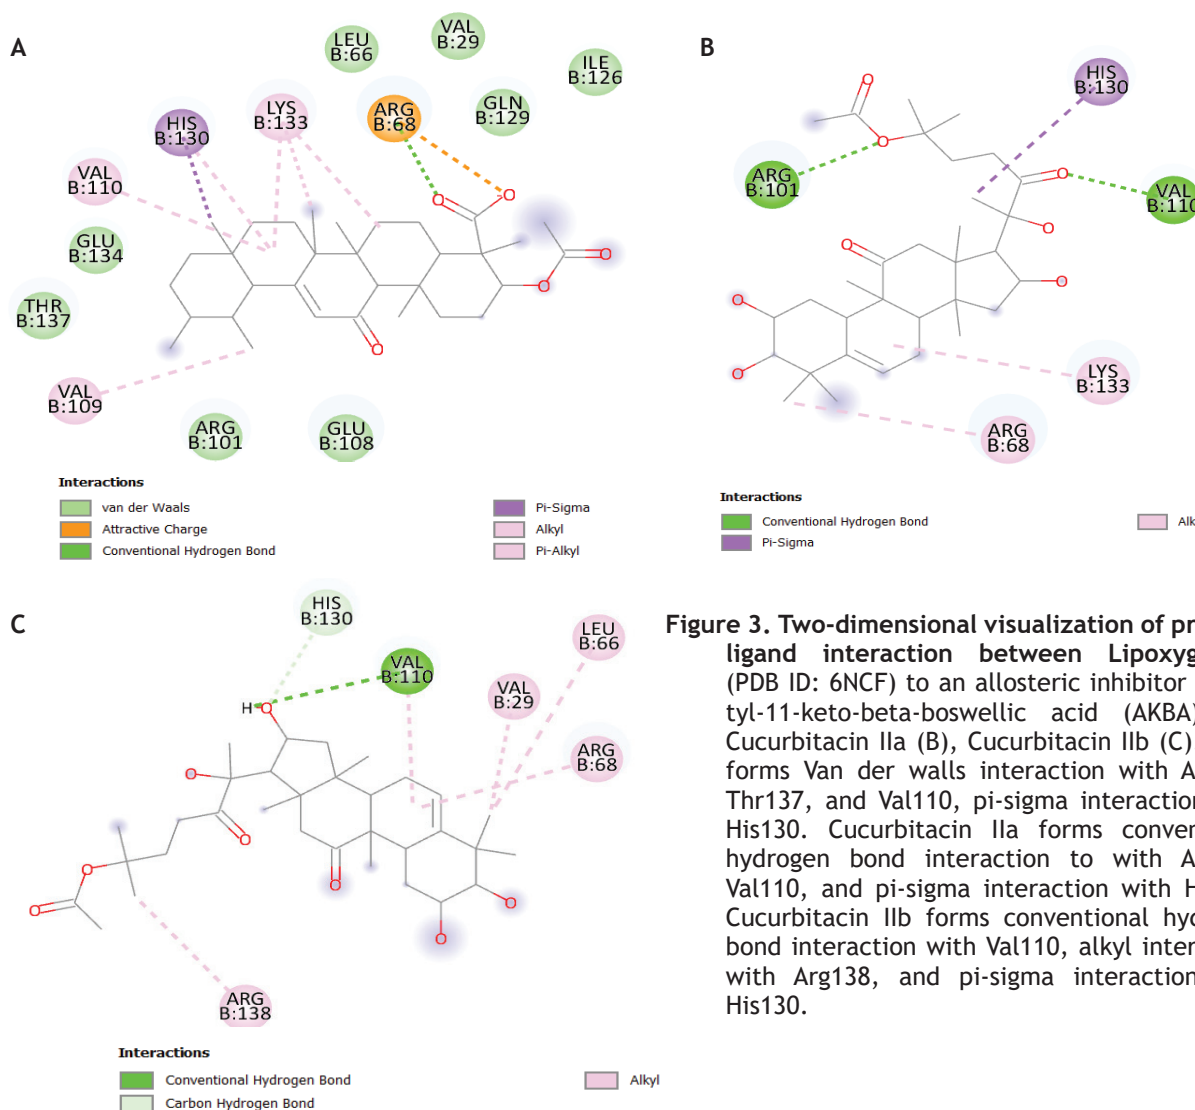 A
LEU
B:66
VAL
B:29
ILE
B:126
HIS
B:130
LYS
B:133
ARG
B:68
GLN
B:129
VAL
B:110
GLU
B:134
THR
B:137
VAL
B:109
ARG
B:101
GLU
B:108
O
O
O
O
O
Interactions
van der Waals
Attractive Charge
Conventional Hydrogen Bond
Pi-Sigma
Alkyl
Pi-Alkyl
B
HIS
B:130
ARG
B:101
VAL
B:110
LYS
B:133
ARG
B:68
O
O
O
O
O
O
O
O
Interactions
Conventional Hydrogen Bond
Pi-Sigma
C
HIS
B:130
VAL
B:110
LEU
B:66
VAL
B:29
ARG
B:68
ARG
B:138
H
O
O
O
O
O
O
O
O
Interactions
Conventional Hydrogen Bond
Carbon Hydrogen Bond
Alkyl
Figure 3. Two-dimensional visualization of
ligand interaction between
(PDB ID: 6NCF) to an allosteric inhibitor
tyl-11-keto-beta-boswellic acid (AKBA)
Cucurbitacin IIa (B), Cucurbitacin IIb (C)
forms Van der walls interaction with
Thr137, and Val110, pi-sigma interaction
His130. Cucurbitacin IIa forms
hydrogen bond interaction to with
Val110, and pi-sigma interaction with
Cucurbitacin IIb forms conventional
bond interaction with Val110, alkyl
with Arg138, and pi-sigma interaction
His130.